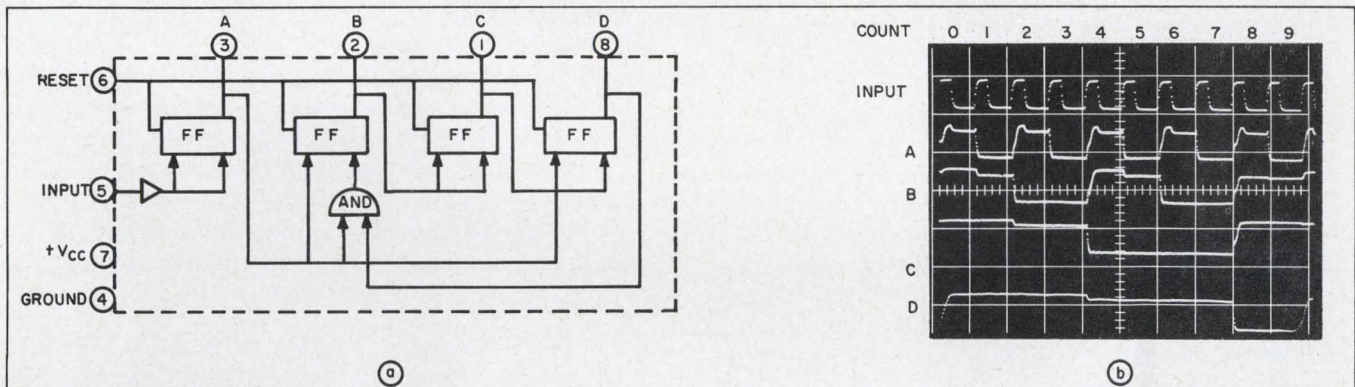 A B C D
③ ② ① ⑧
RESET ⑥
FF FF FF FF
INPUT ⑤
AND
+VCC ⑦
GROUND ④
ⓐ
COUNT 0 1 2 3 4 5 6 7 8 9
INPUT
A
B
C
D
ⓑ